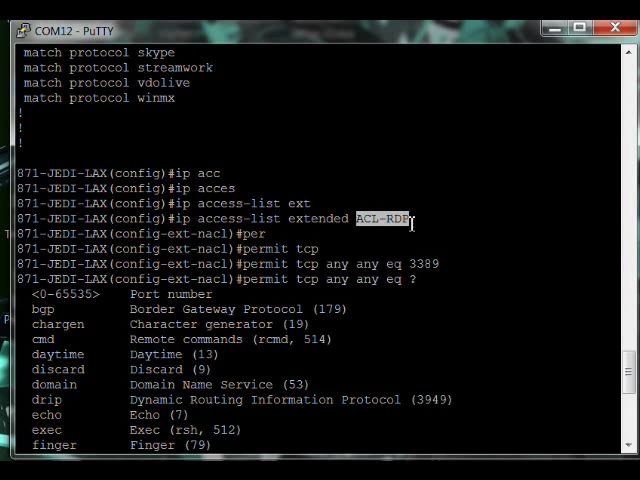 COM12 - PuTTY
match protocol skype
match protocol streamwork
match protocol vdolive
match protocol winmx
!
!
!
871-JEDI-LAX(config)#ip acc
871-JEDI-LAX(config)#ip acces
871-JEDI-LAX(config)#ip access-list ext
871-JEDI-LAX(config)#ip access-list extended ACL-RDP
871-JEDI-LAX(config-ext-nacl)#per
871-JEDI-LAX(config-ext-nacl)#permit tcp
871-JEDI-LAX(config-ext-nacl)#permit tcp any any eq 3389
871-JEDI-LAX(config-ext-nacl)#permit tcp any any eq ?
<0-65535> Port number
bgp Border Gateway Protocol (179)
chargen Character generator (19)
cmd Remote commands (rcmd, 514)
daytime Daytime (13)
discard Discard (9)
domain Domain Name Service (53)
drip Dynamic Routing Information Protocol (3949)
echo Echo (7)
exec Exec (rsh, 512)
finger Finger (79)